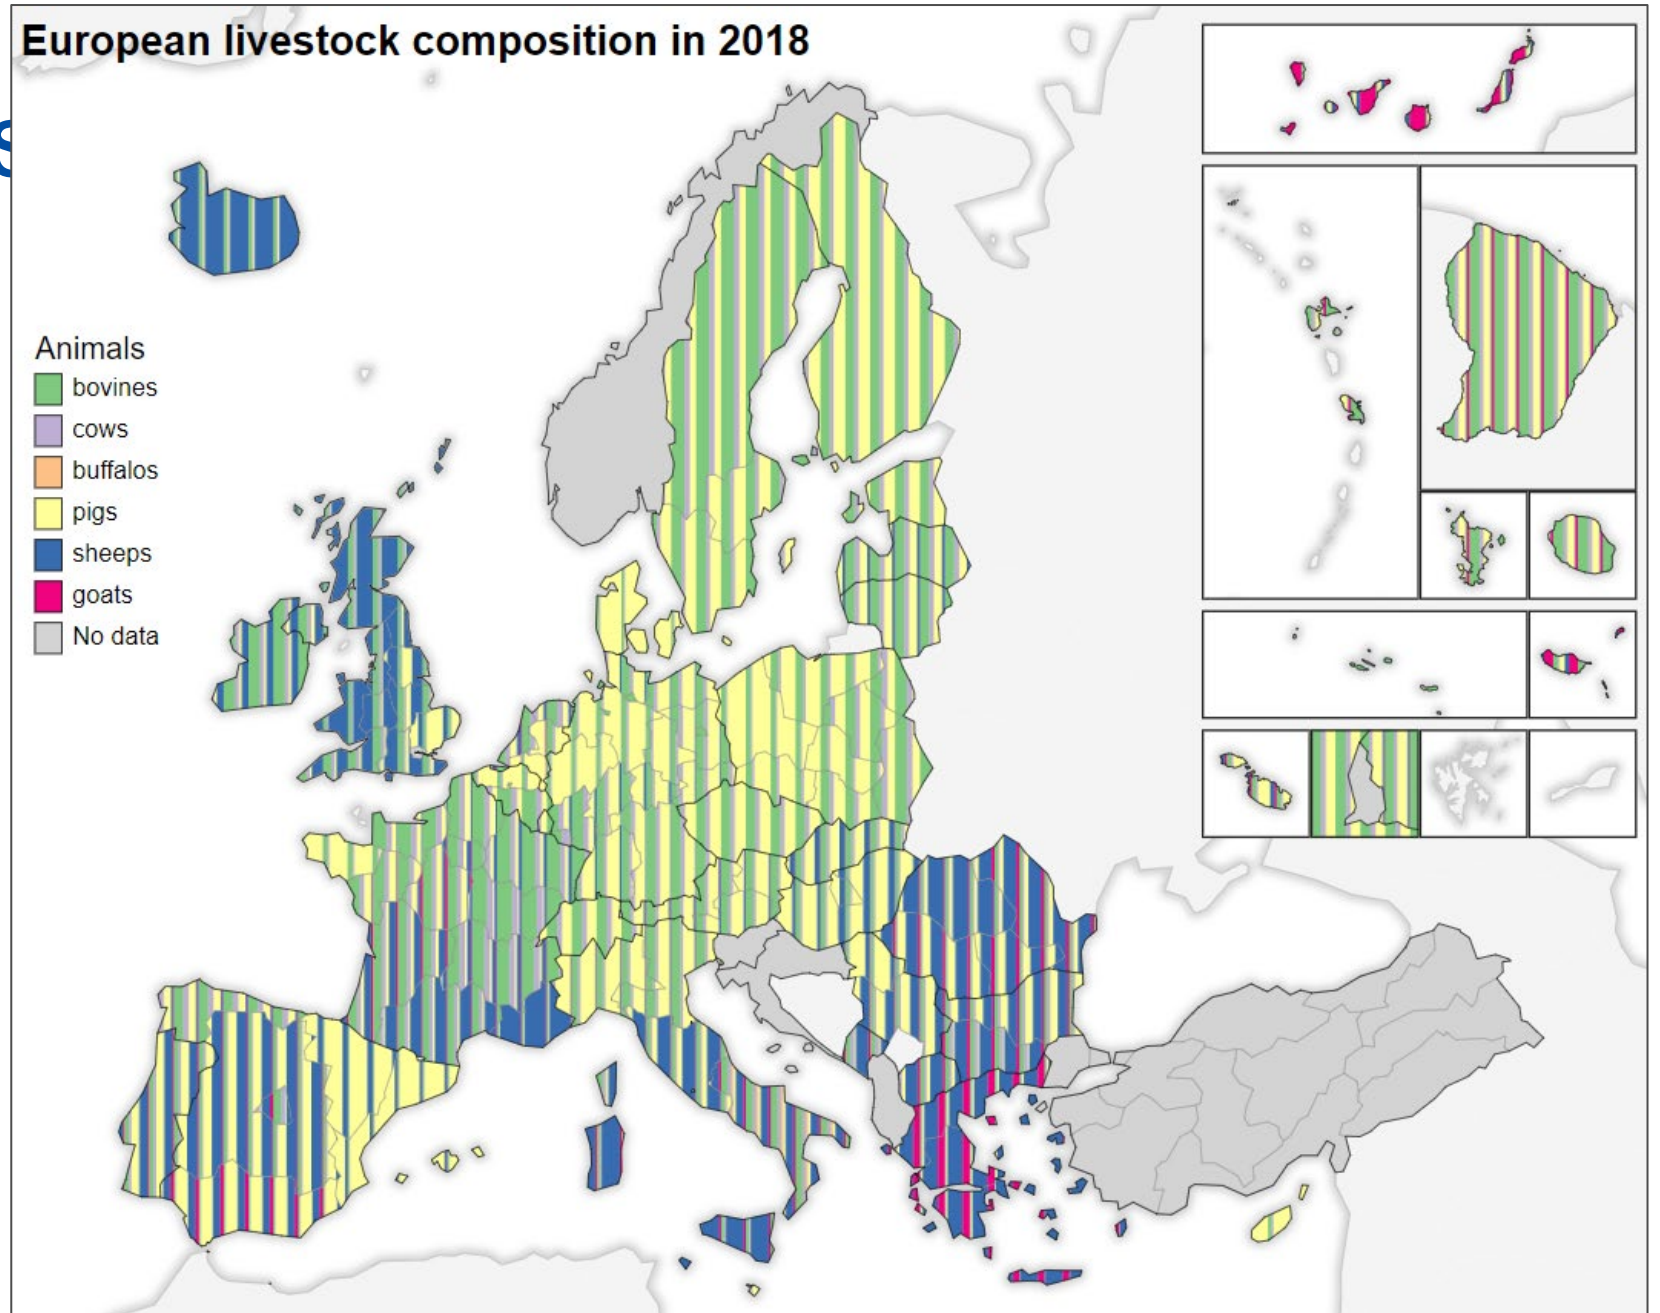 European livestock composition in 2018
S
Animals
bovines
cows
buffalos
pigs
sheeps
goats
No data